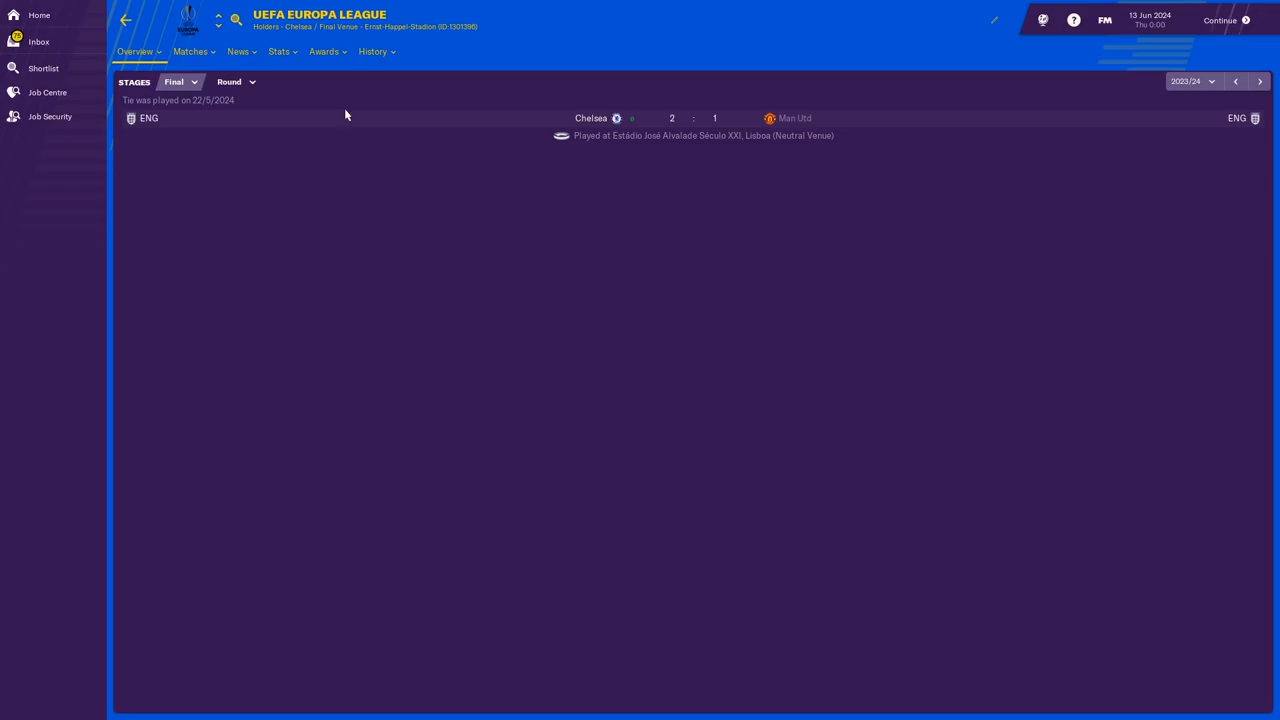 Home
75
Inbox
Shortlist
Job Centre
Job Security
UEFA EUROPA LEAGUE
Holders - Chelsea / Final Venue - Ernst-Happel-Stadion (ID:1301396)
FM
13 Jun 2024
Thu 0:00
Continue
Overview Matches News Stats Awards History
STAGES Final Round 2023/24
Tie was played on 22/5/2024
ENG Chelsea e 2 : 1 Man Utd ENG
Played at Estádio José Alvalade Século XXI, Lisboa (Neutral Venue)